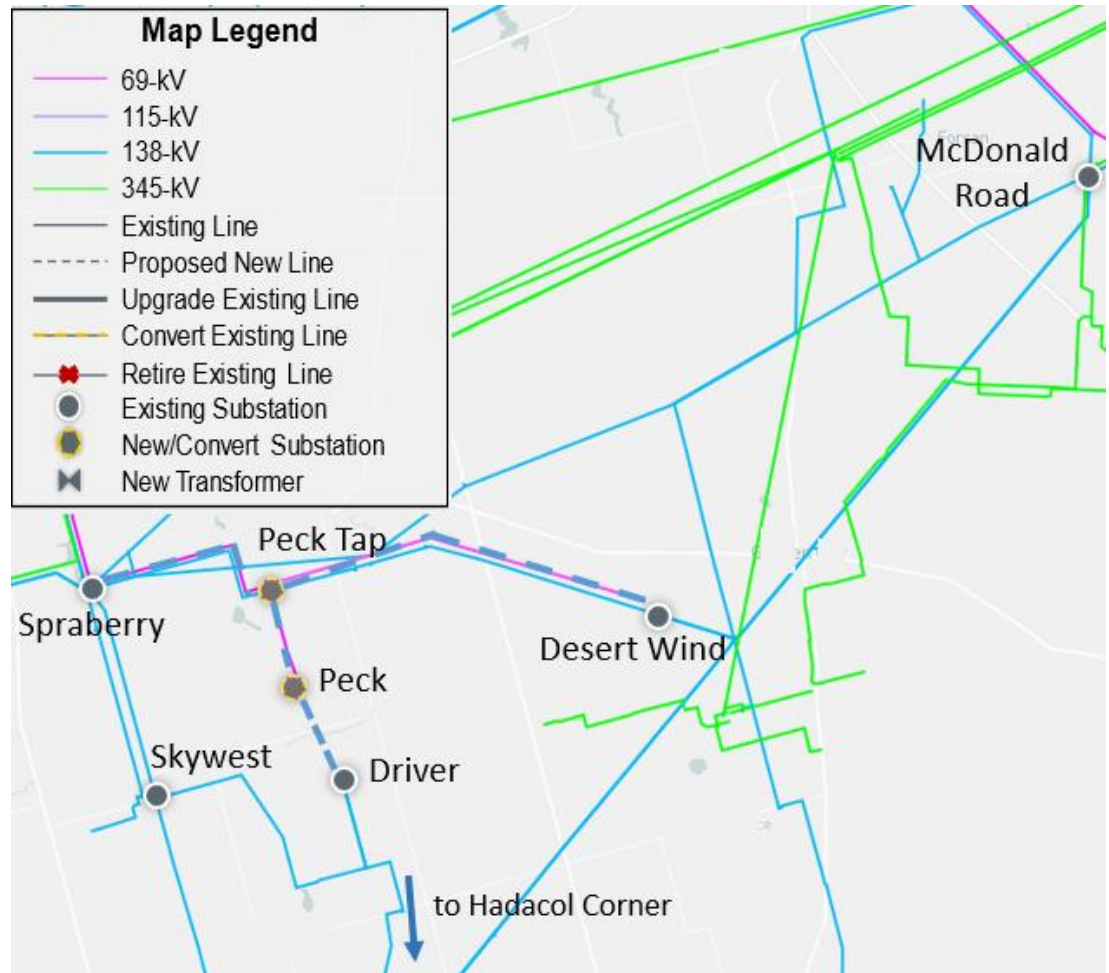 Map Legend
69-kV
115-kV
138-kV
345-kV
Existing Line
Proposed New Line
Upgrade Existing Line
Convert Existing Line
Retire Existing Line
Existing Substation
New/Convert Substation
New Transformer
Forsan
McDonald
Road
Peck Tap
Spraberry
Desert Wind
Peck
Skywest
Driver
to Hadacol Corner